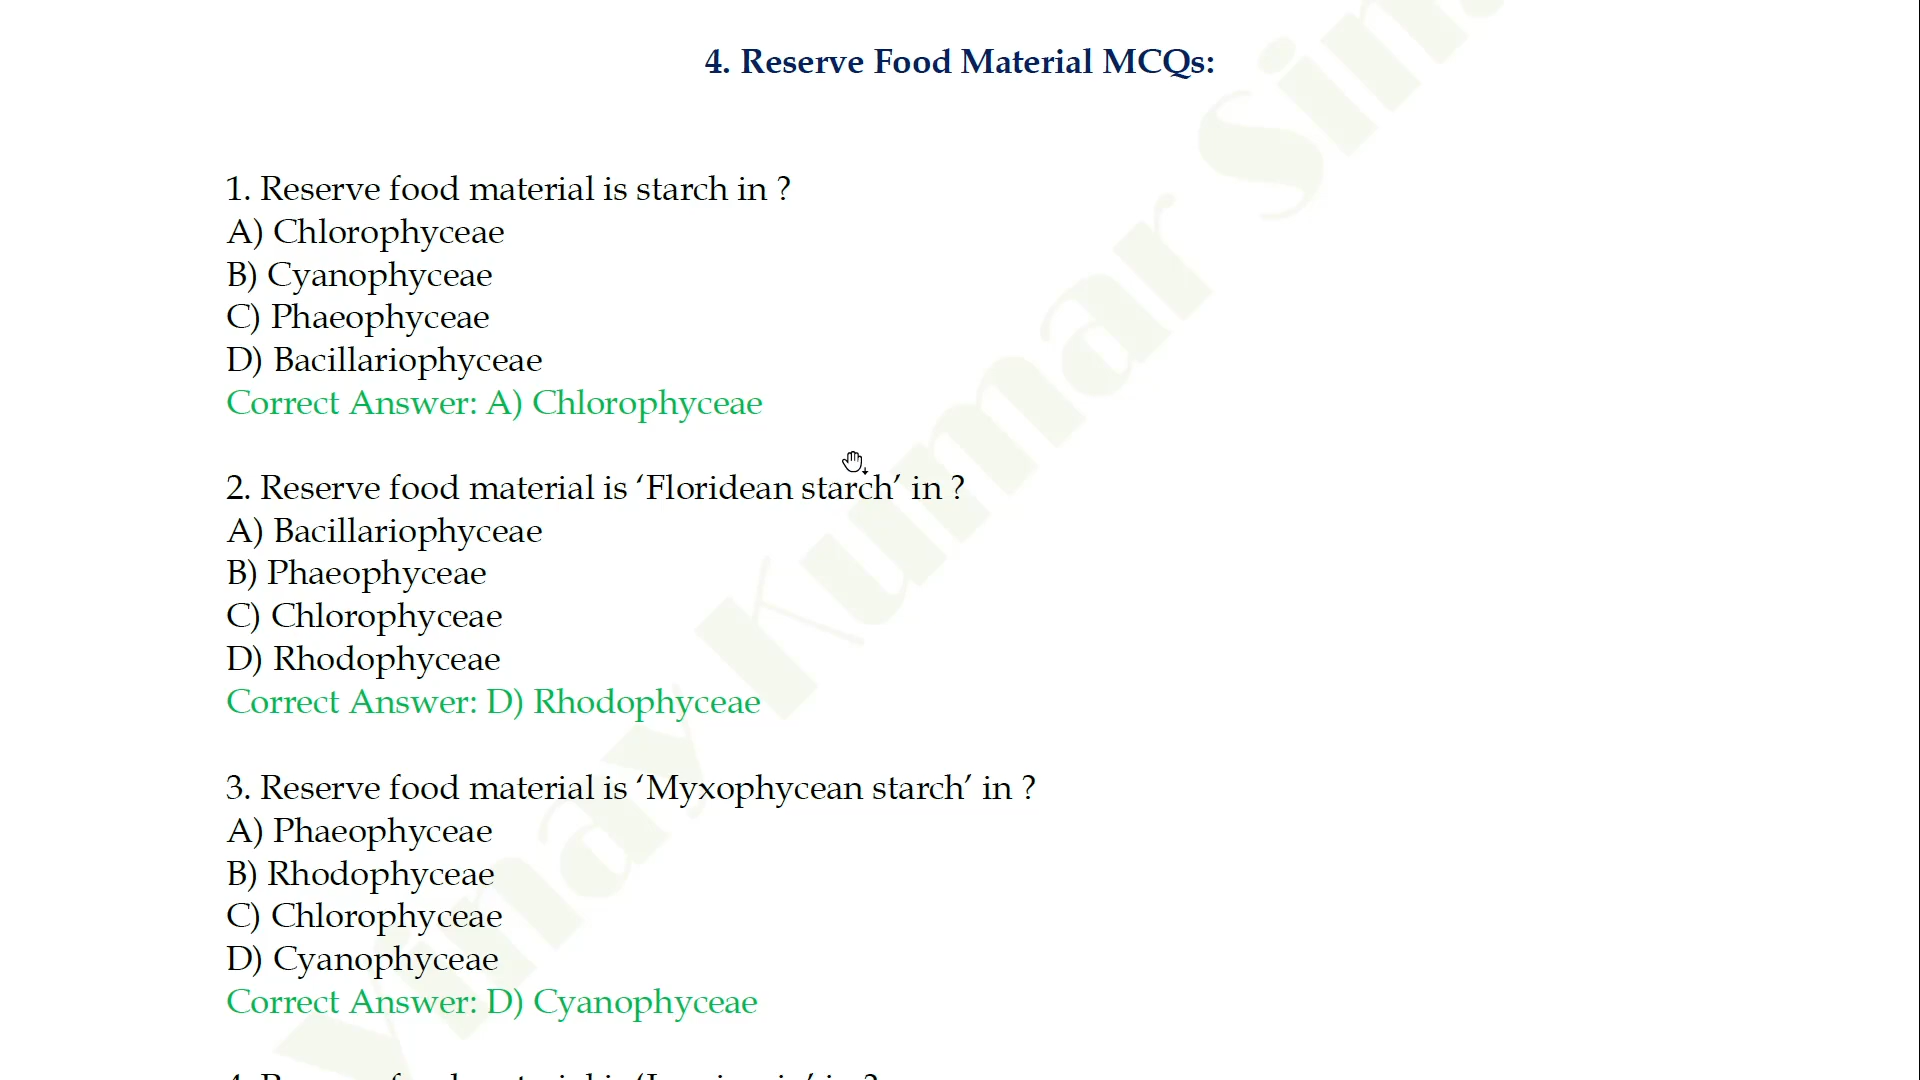 4. Reserve Food Material MCQs:
1. Reserve food material is starch in ?
A) Chlorophyceae
B) Cyanophyceae
C) Phaeophyceae
D) Bacillariophyceae
Correct Answer: A) Chlorophyceae
2. Reserve food material is ‘Floridean starch’ in ?
A) Bacillariophyceae
B) Phaeophyceae
C) Chlorophyceae
D) Rhodophyceae
Correct Answer: D) Rhodophyceae
3. Reserve food material is ‘Myxophycean starch’ in ?
A) Phaeophyceae
B) Rhodophyceae
C) Chlorophyceae
D) Cyanophyceae
Correct Answer: D) Cyanophyceae
Vinay Kumar